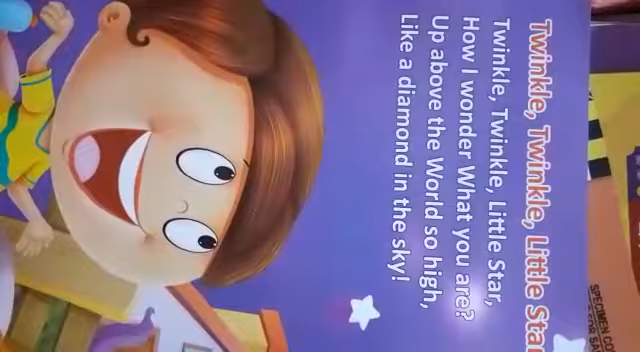 Twinkle, Twinkle, Little Star
Twinkle, Twinkle, Little Star,
How I wonder What you are?
Up above the World so high,
Like a diamond in the sky!
SPECIMEN